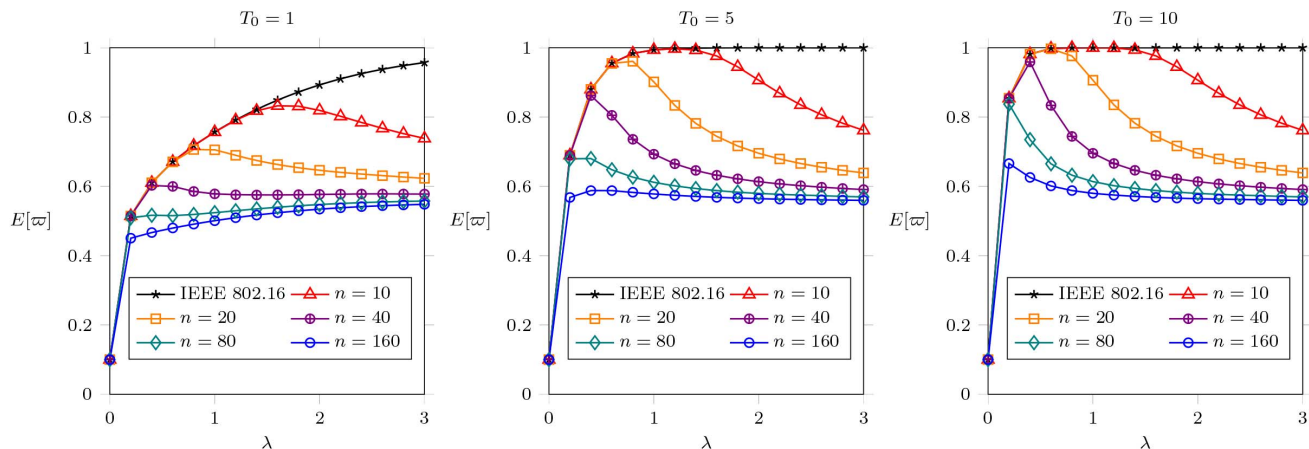 T₀ = 1
1
0.8
0.6
E[ϖ]
0.4
0.2
0
IEEE 802.16 n = 10
n = 20 n = 40
n = 80 n = 160
0 1 2 3
λ
T₀ = 5
1
0.8
0.6
E[ϖ]
0.4
0.2
0
IEEE 802.16 n = 10
n = 20 n = 40
n = 80 n = 160
0 1 2 3
λ
T₀ = 10
1
0.8
0.6
E[ϖ]
0.4
0.2
0
IEEE 802.16 n = 10
n = 20 n = 40
n = 80 n = 160
0 1 2 3
λ